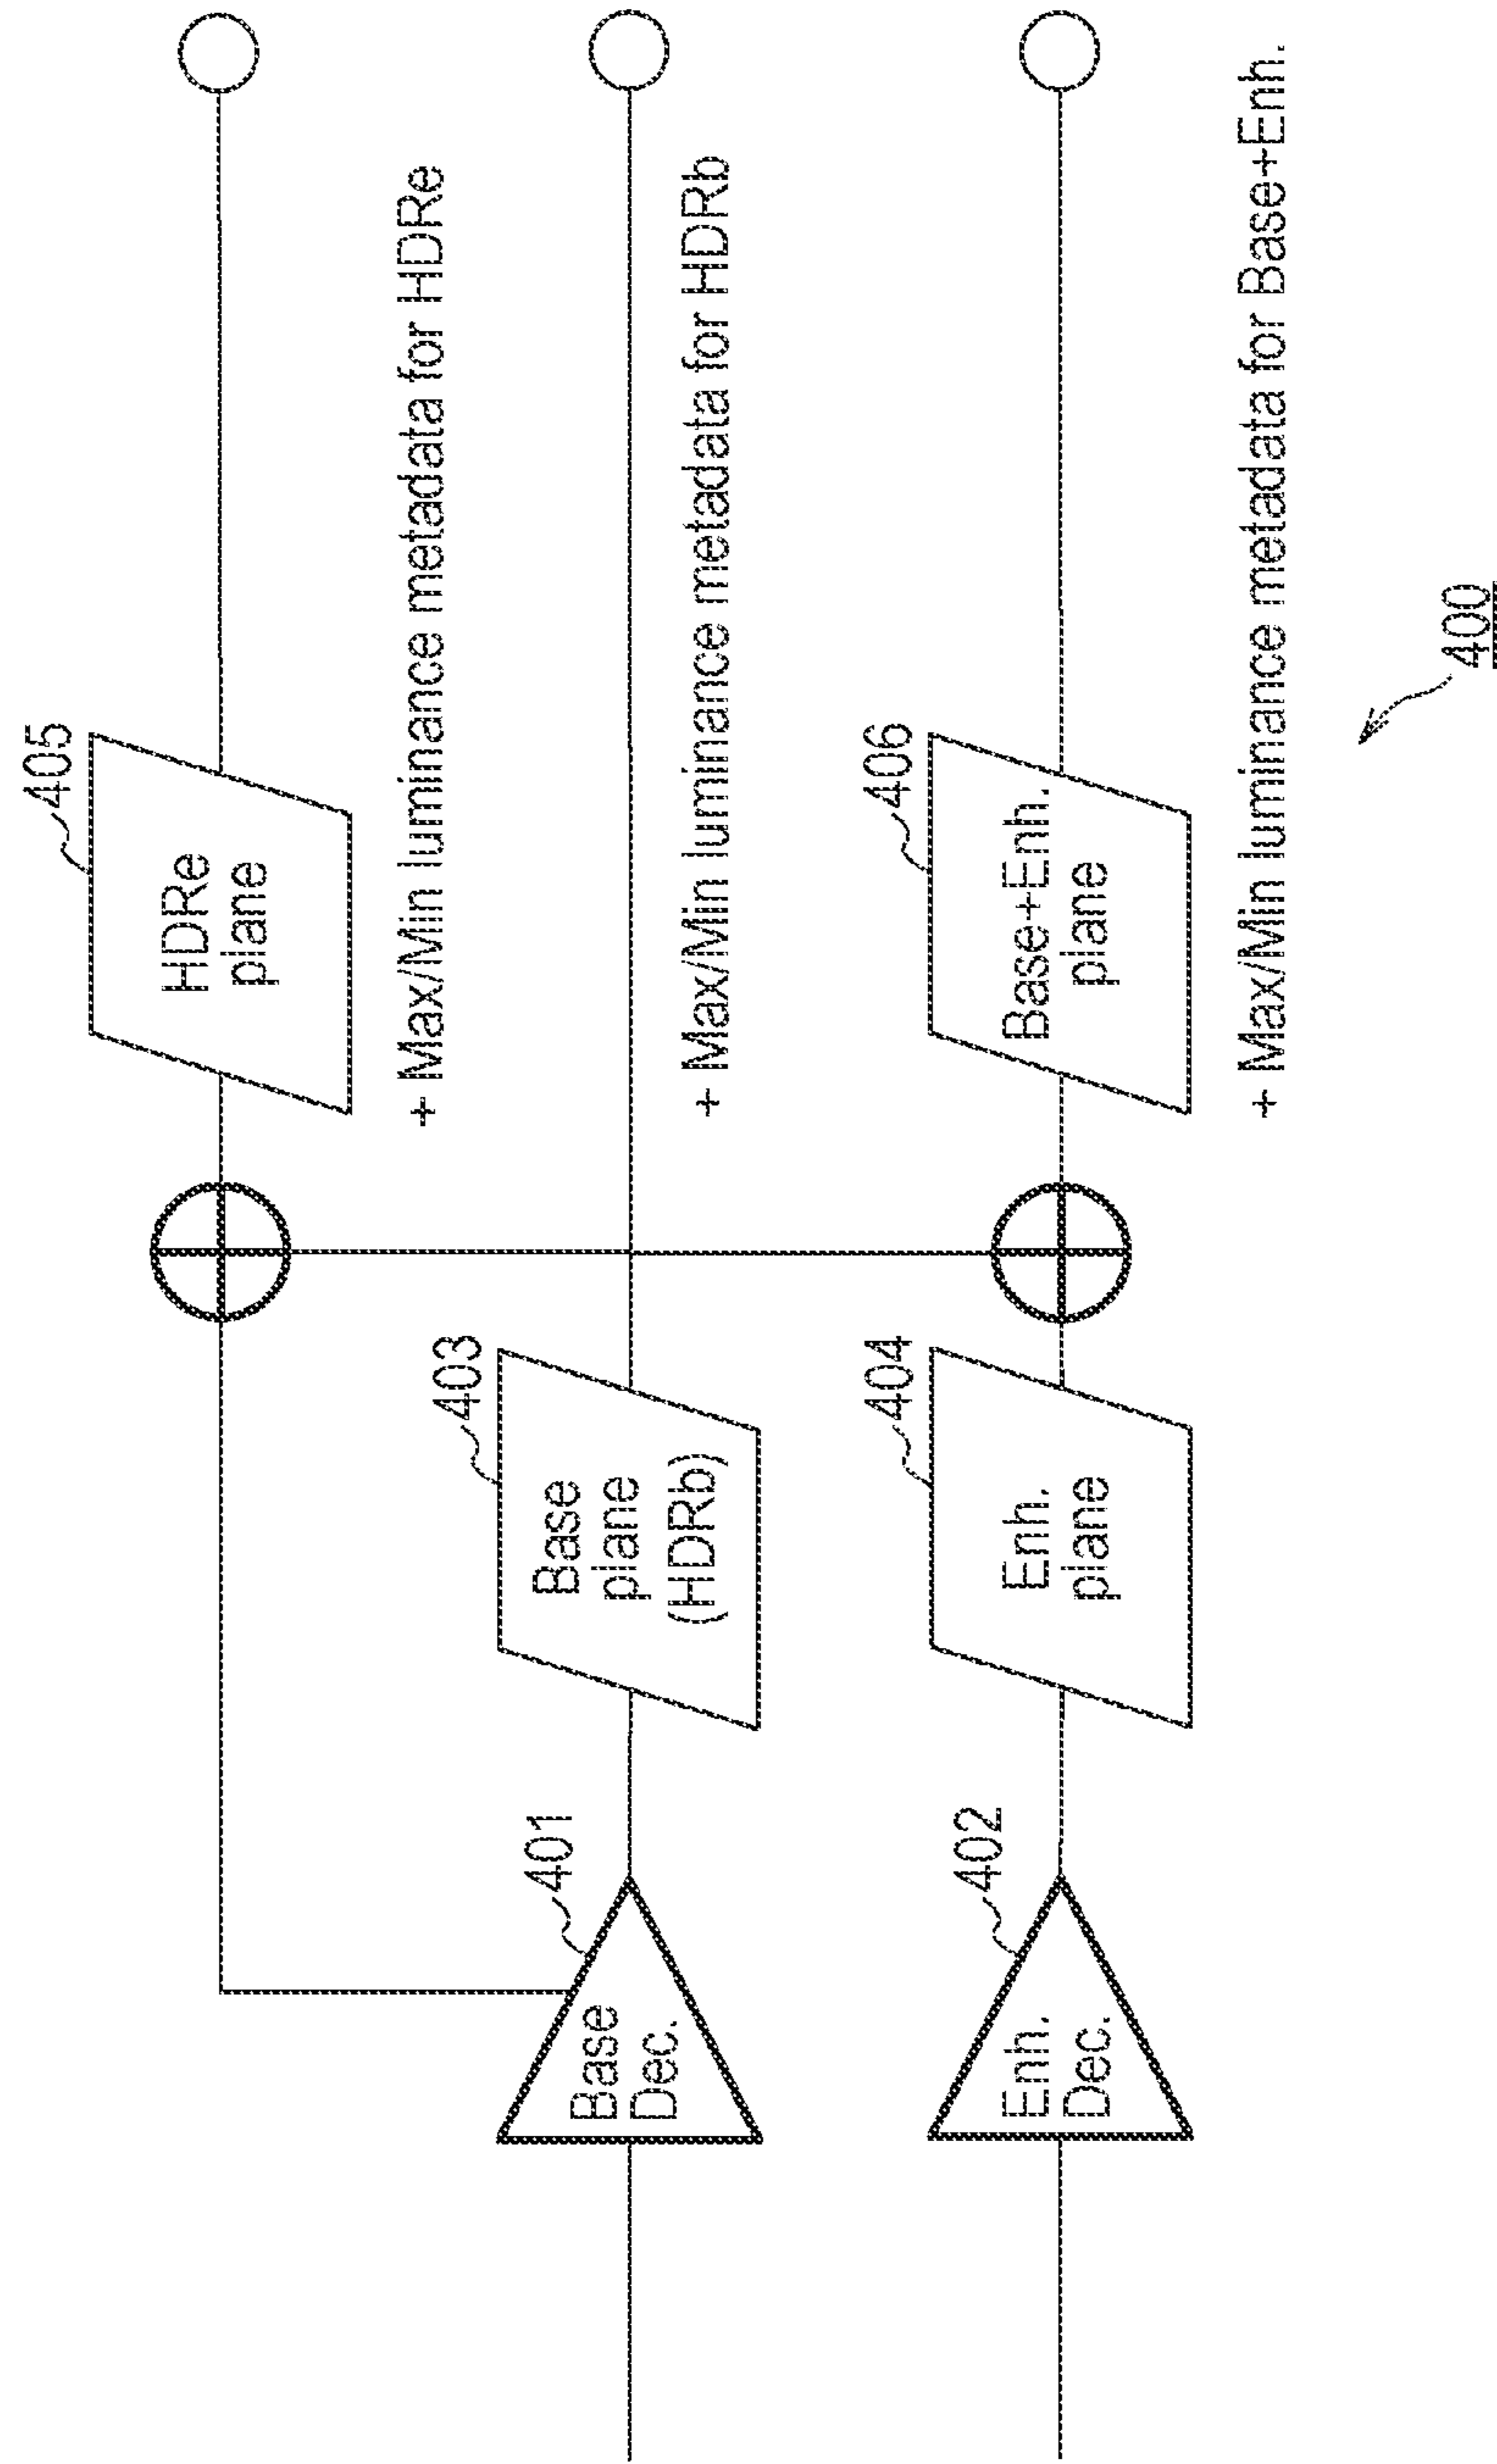 405
HDRe
plane
+ Max/Min luminance metadata for HDRe
401
Base
Dec.
403
Base
plane
(HDRb)
+ Max/Min luminance metadata for HDRb
402
Enh.
Dec.
404
Enh.
plane
406
Base+Enh.
plane
+ Max/Min luminance metadata for Base+Enh.
400